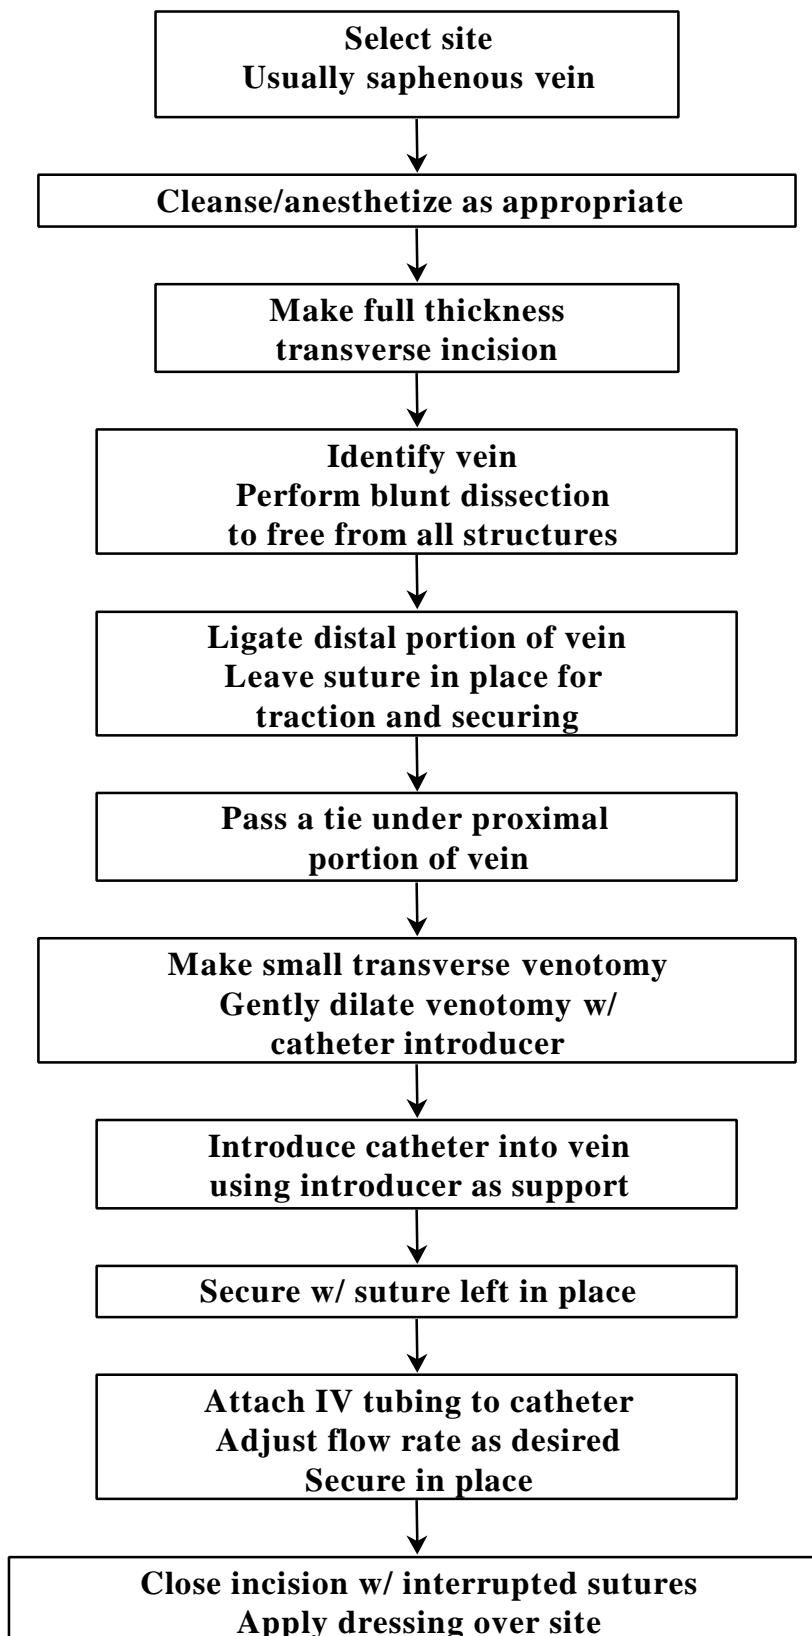 Select site
Usually saphenous vein
Cleanse/anesthetize as appropriate
Make full thickness
transverse incision
Identify vein
Perform blunt dissection
to free from all structures
Ligate distal portion of vein
Leave suture in place for
traction and securing
Pass a tie under proximal
portion of vein
Make small transverse venotomy
Gently dilate venotomy w/
catheter introducer
Introduce catheter into vein
using introducer as support
Secure w/ suture left in place
Attach IV tubing to catheter
Adjust flow rate as desired
Secure in place
Close incision w/ interrupted sutures
Apply dressing over site